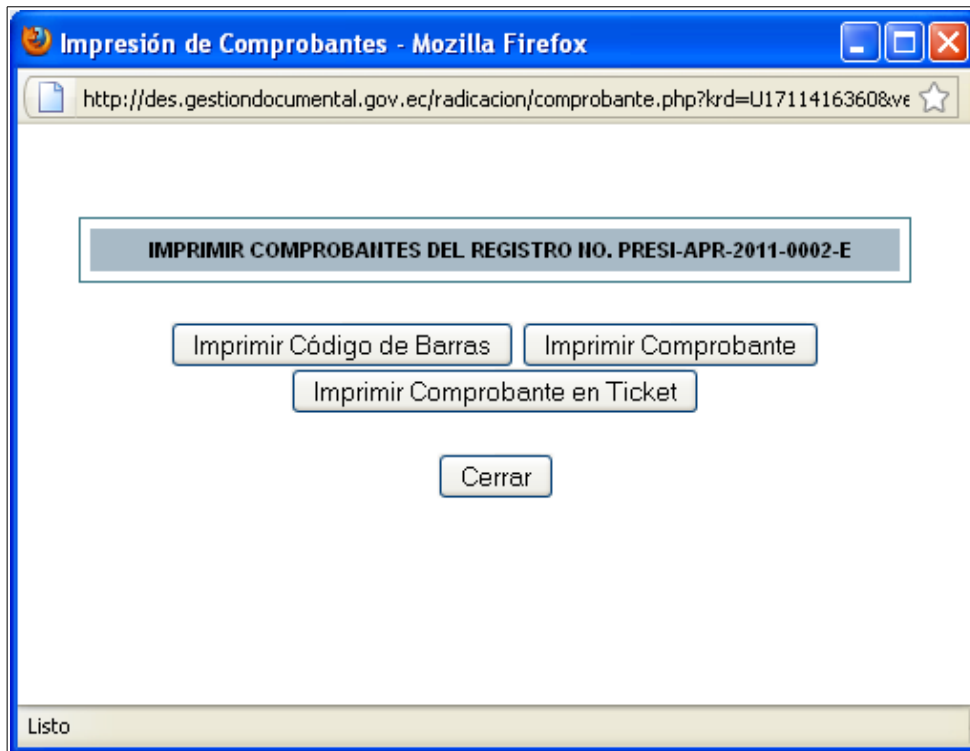 Impresión de Comprobantes - Mozilla Firefox
http://des.gestiondocumental.gov.ec/radicacion/comprobante.php?krd=U1711416360&ve
IMPRIMIR COMPROBANTES DEL REGISTRO NO. PRESI-APR-2011-0002-E
Imprimir Código de Barras Imprimir Comprobante
Imprimir Comprobante en Ticket
Cerrar
Listo